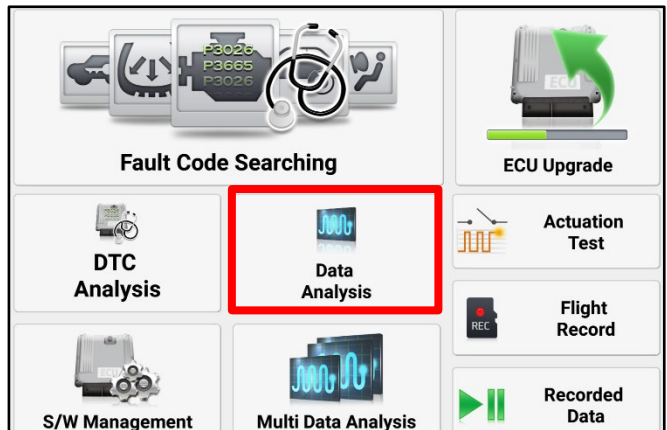 P3026
P3665
P3026
Fault Code Searching
ECU
ECU Upgrade
DTC
Analysis
Data
Analysis
Actuation
Test
REC
Flight
Record
ECU
S/W Management
Multi Data Analysis
Recorded
Data